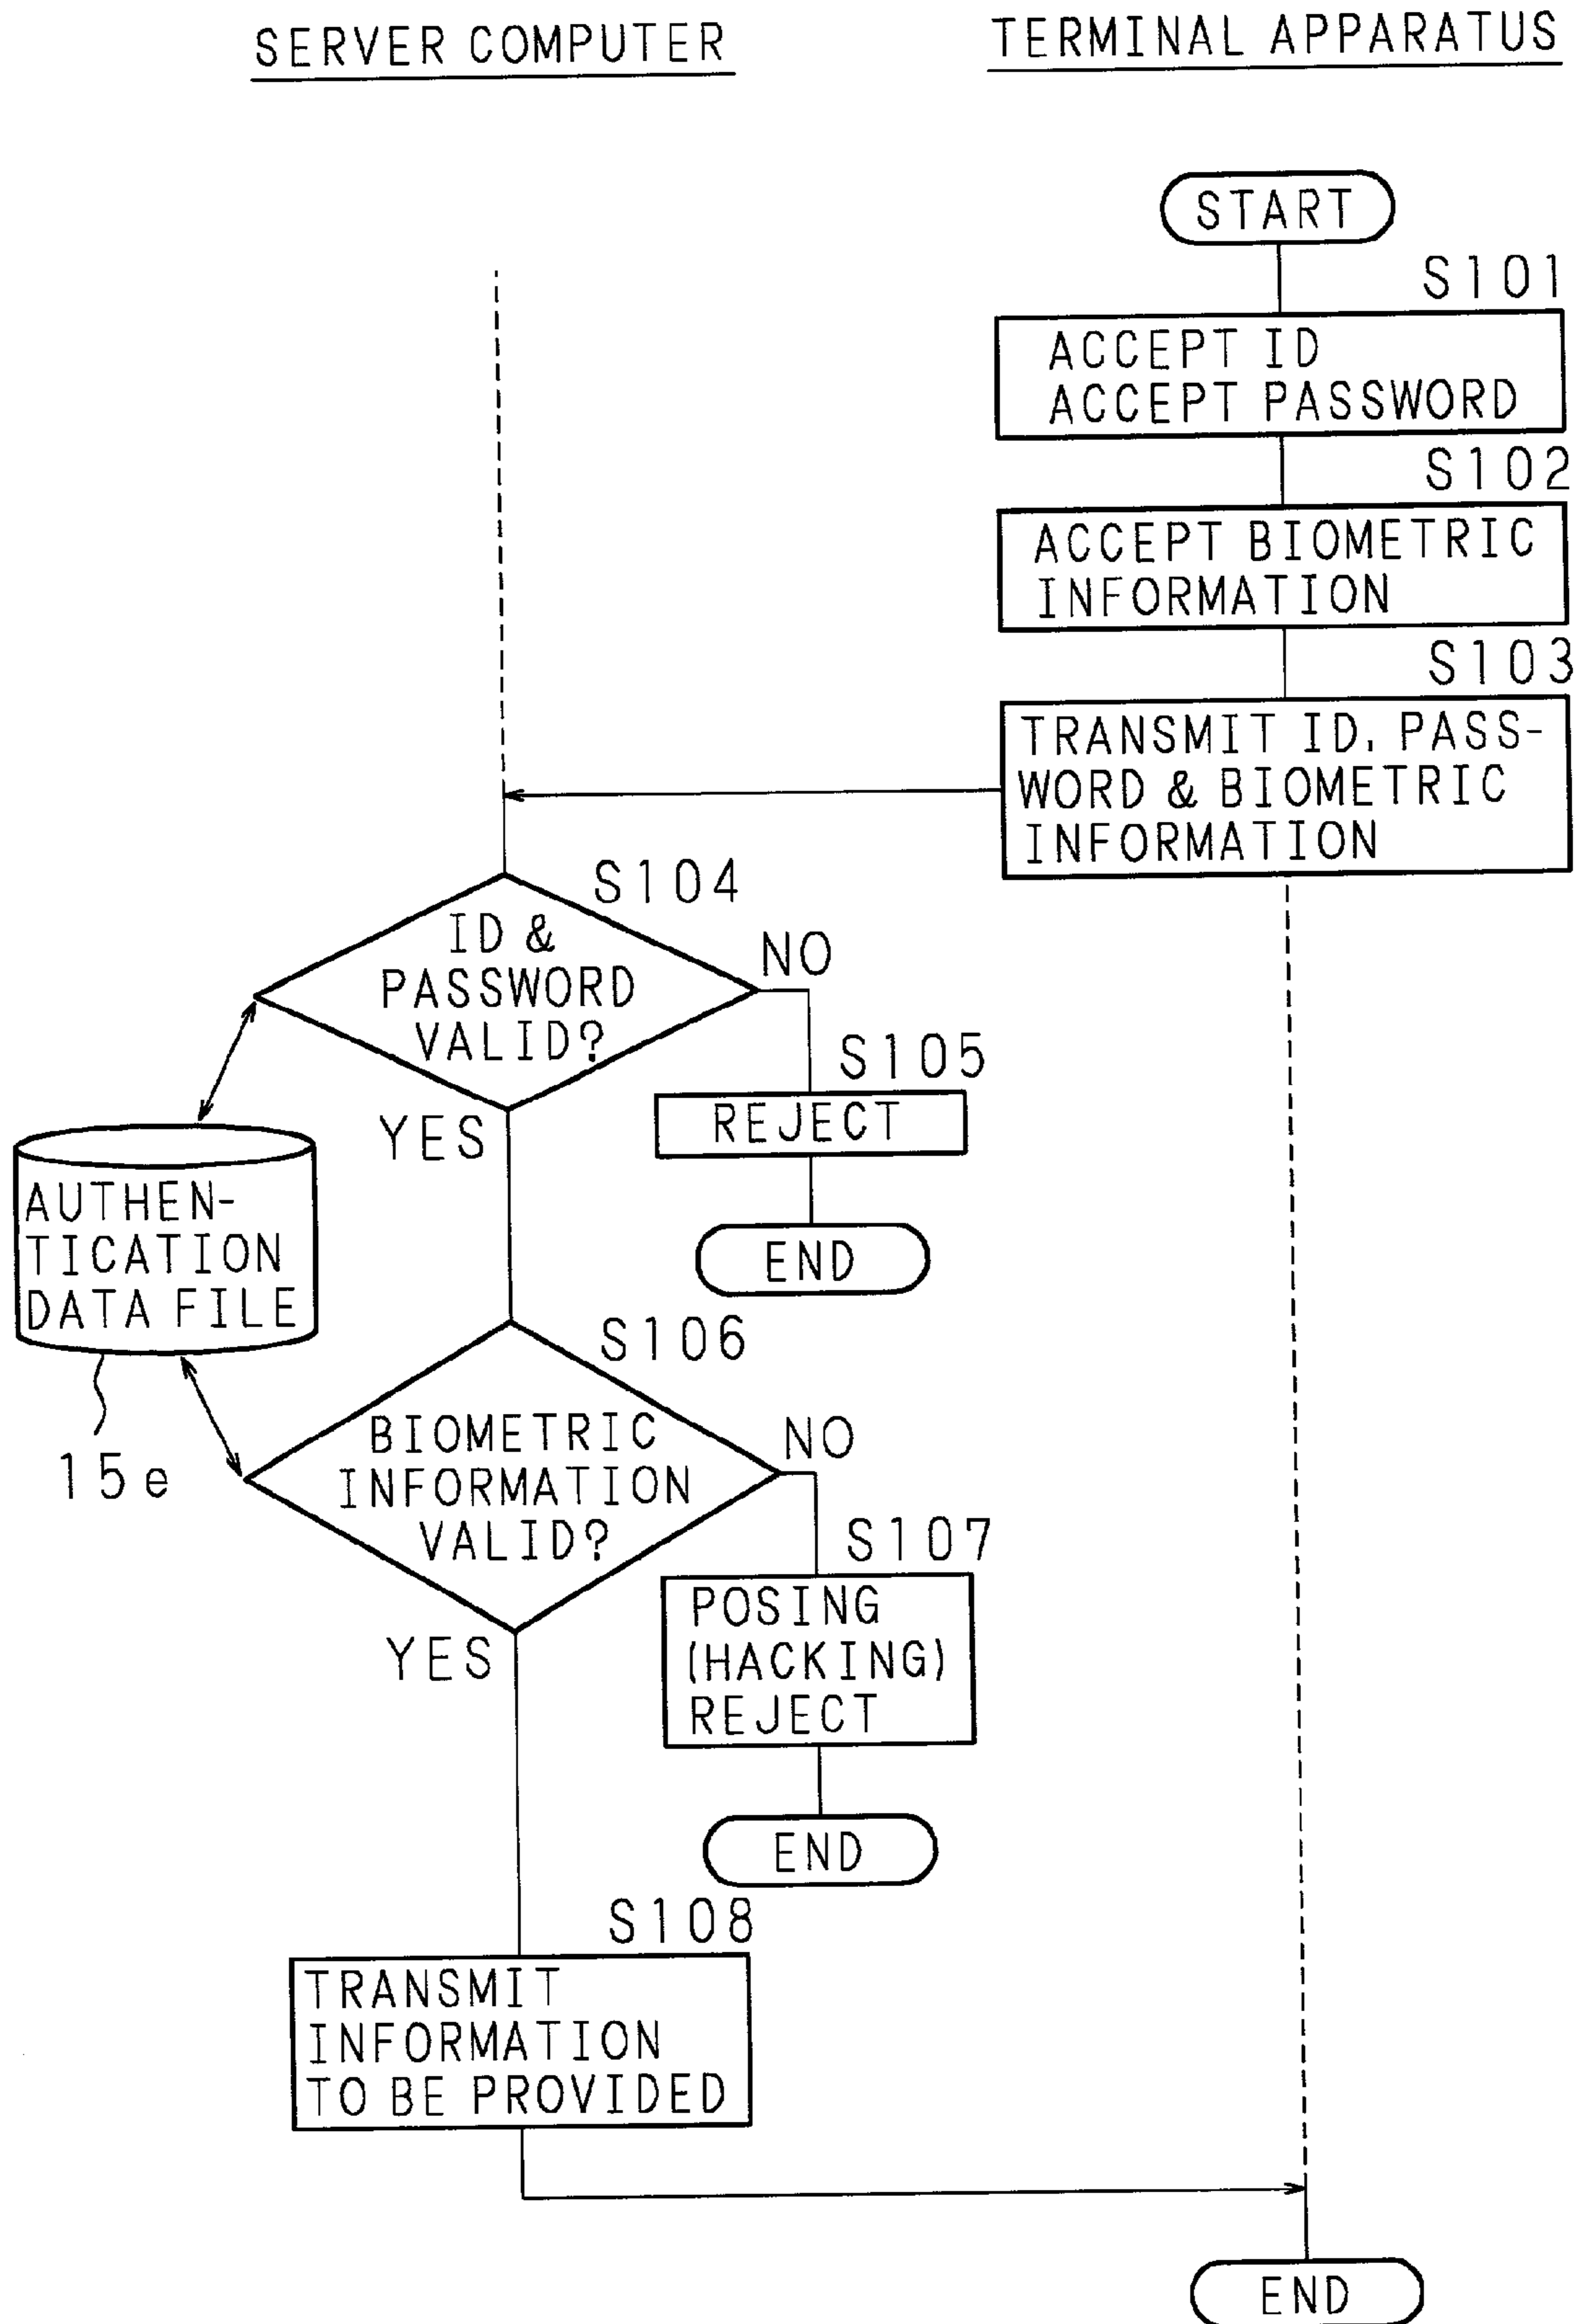 SERVER COMPUTER
TERMINAL APPARATUS
START
S101
ACCEPT ID
ACCEPT PASSWORD
S102
ACCEPT BIOMETRIC
INFORMATION
S103
TRANSMIT ID, PASS-
WORD & BIOMETRIC
INFORMATION
S104
ID &
PASSWORD
VALID?
NO
YES
S105
REJECT
END
AUTHEN-
TICATION
DATA FILE
15e
S106
BIOMETRIC
INFORMATION
VALID?
NO
YES
S107
POSING
(HACKING)
REJECT
END
S108
TRANSMIT
INFORMATION
TO BE PROVIDED
END